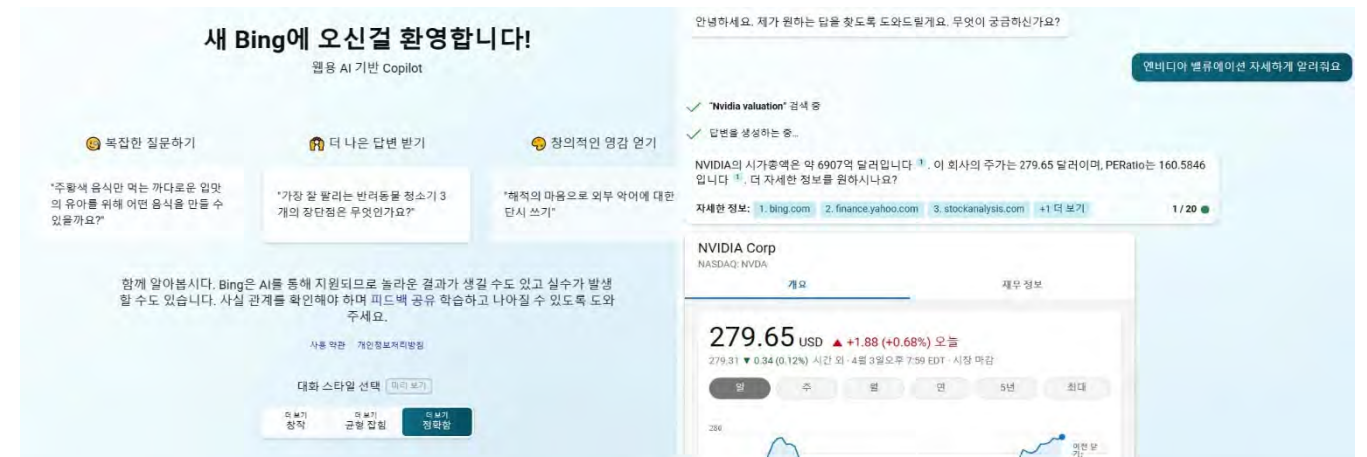 새 Bing에 오신걸 환영합니다!
웹용 AI 기반 Copilot
복잡한 질문하기
"주황색 음식만 먹는 까다로운 입맛
의 유아를 위해 어떤 음식을 만들 수
있을까요?"
더 나은 답변 받기
"가장 잘 팔리는 반려동물 청소기 3
개의 장단점은 무엇인가요?"
창의적인 영감 얻기
"해적의 마음으로 외부 악어에 대한
단시 쓰기"
함께 알아봅시다. Bing은 AI를 통해 지원되므로 놀라운 결과가 생길 수도 있고 실수가 발생
할 수도 있습니다. 사실 관계를 확인해야 하며 피드백 공유 학습하고 나아질 수 있도록 도와
주세요.
사용 약관 개인정보처리방침
대화 스타일 선택 미리 보기
더 보기
창작
더 보기
균형 잡힘
더 보기
정확함
안녕하세요. 제가 원하는 답을 찾도록 도와드릴게요. 무엇이 궁금하신가요?
엔비디아 밸류에이션 자세하게 알려줘요
"Nvidia valuation" 검색 중
답변을 생성하는 중...
NVIDIA의 시가총액은 약 6907억 달러입니다 1. 이 회사의 주가는 279.65 달러이며, PERatio는 160.5846
입니다 1. 더 자세한 정보를 원하시나요?
자세한 정보: 1. bing.com 2. finance.yahoo.com 3. stockanalysis.com +1 더 보기 1 / 20
NVIDIA Corp
NASDAQ: NVDA
개요 재무 정보
279.65 USD ▲ +1.88 (+0.68%) 오늘
279.31 ▼ 0.34 (0.12%) 시간 외 · 4월 3일오후 7:59 EDT · 시장 마감
일 주 월 연 5년 최대
280
이전 닫